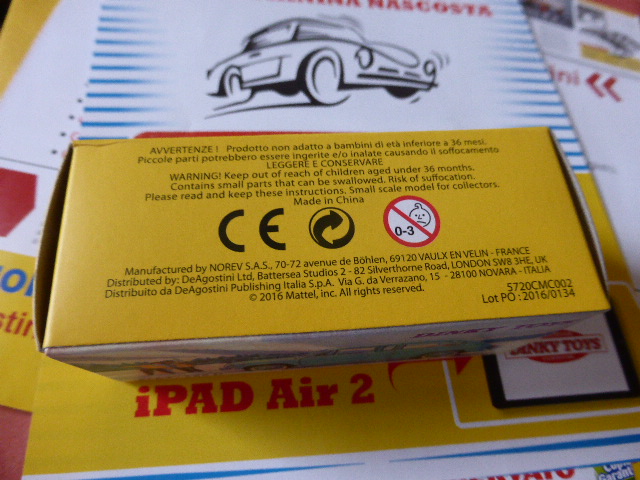 NASCOSTA
AVVERTENZE ! Prodotto non adatto a bambini di età inferiore a 36 mesi.
Piccole parti potrebbero essere ingerite e/o inalate causando il soffocamento
LEGGERE E CONSERVARE
WARNING! Keep out of reach of children aged under 36 months.
Contains small parts that can be swallowed. Risk of suffocation.
Please read and keep these instructions. Small scale model for collectors.
Made in China
CE
0-3
Manufactured by NOREV S.A.S., 70-72 avenue de Böhlen, 69120 VAULX EN VELIN - FRANCE
Distributed by: DeAgostini Ltd, Battersea Studios 2 - 82 Silverthorne Road, LONDON SW8 3HE, UK
Distribuito da DeAgostini Publishing Italia S.p.A. Via G. da Verrazano, 15 - 28100 NOVARA - ITALIA
© 2016 Mattel, inc. All rights reserved.
5720CMC002
Lot PO : 2016/0134
DINKY TOYS
DINKY TOYS
iPAD Air 2